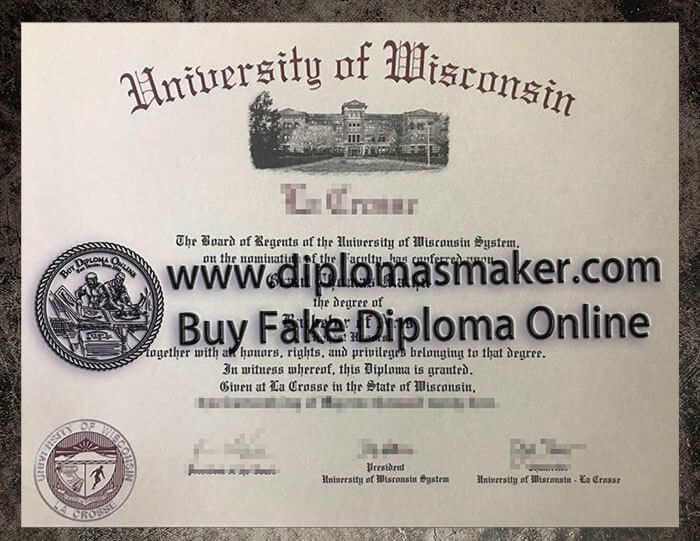 University of Wisconsin
La Crosse
The Board of Regents of the University of Wisconsin System,
on the nomination of the Faculty, has conferred upon
www.diplomasmaker.com
BUY DIPLOMA ONLINE
the degree of
Buy Fake Diploma Online
together with all honors, rights, and privileges belonging to that degree.
In witness whereof, this Diploma is granted.
Given at La Crosse in the State of Wisconsin,
President
University of Wisconsin System
Chancellor
University of Wisconsin - La Crosse
UNIVERSITY OF WISCONSIN
LA CROSSE